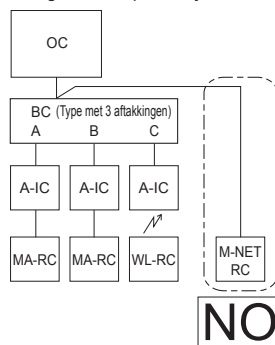 OC
BC (Type met 3 aftakkingen)
A B C
A-IC A-IC A-IC
MA-RC MA-RC WL-RC
M-NET
RC
NO